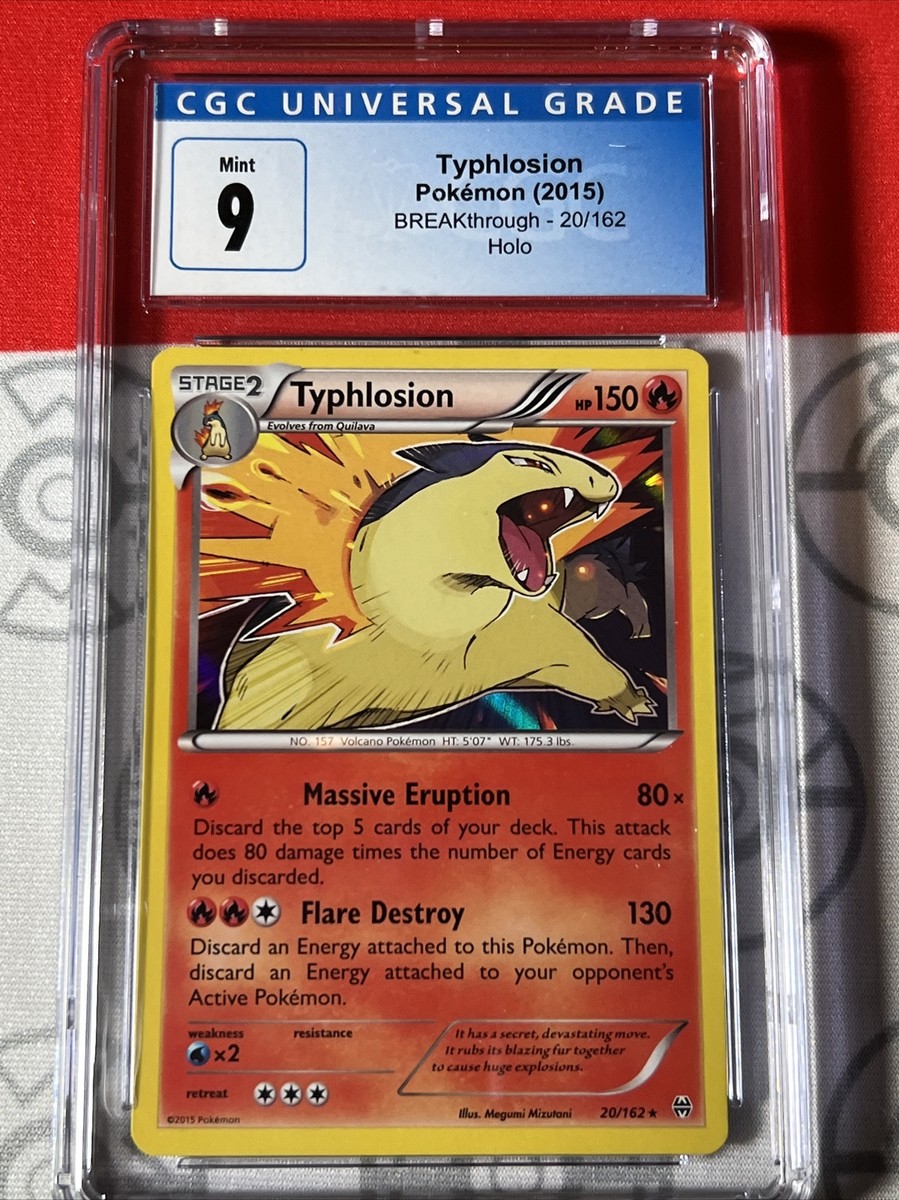 CGC UNIVERSAL GRADE
Mint
9
Typhlosion
Pokémon (2015)
BREAKthrough - 20/162
Holo
STAGE2
Typhlosion
HP150
Evolves from Quilava
NO. 157 Volcano Pokémon HT: 5'07" WT: 175.3 lbs.
Massive Eruption 80×
Discard the top 5 cards of your deck. This attack
does 80 damage times the number of Energy cards
you discarded.
Flare Destroy 130
Discard an Energy attached to this Pokémon. Then,
discard an Energy attached to your opponent's
Active Pokémon.
weakness resistance
×2
It has a secret, devastating move.
It rubs its blazing fur together
to cause huge explosions.
retreat
©2015 Pokémon
Illus. Megumi Mizutani 20/162 ★